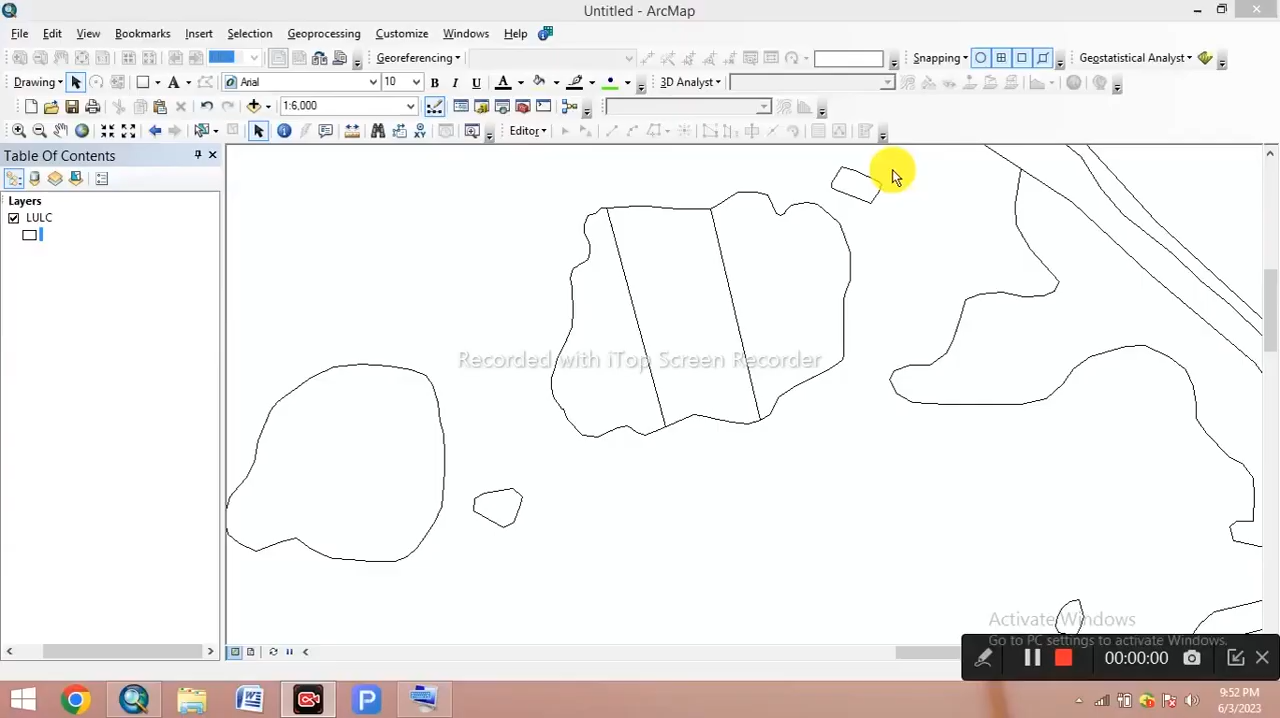 Untitled - ArcMap
File Edit View Bookmarks Insert Selection Geoprocessing Customize Windows Help
Georeferencing Snapping Geostatistical Analyst
Drawing A Arial 10 B I U A 3D Analyst
1:6,000
Editor
Table Of Contents
Layers
LULC
Recorded with iTop Screen Recorder
Activate Windows
Go to PC settings to activate Windows.
00:00:00
9:52 PM
6/3/2023